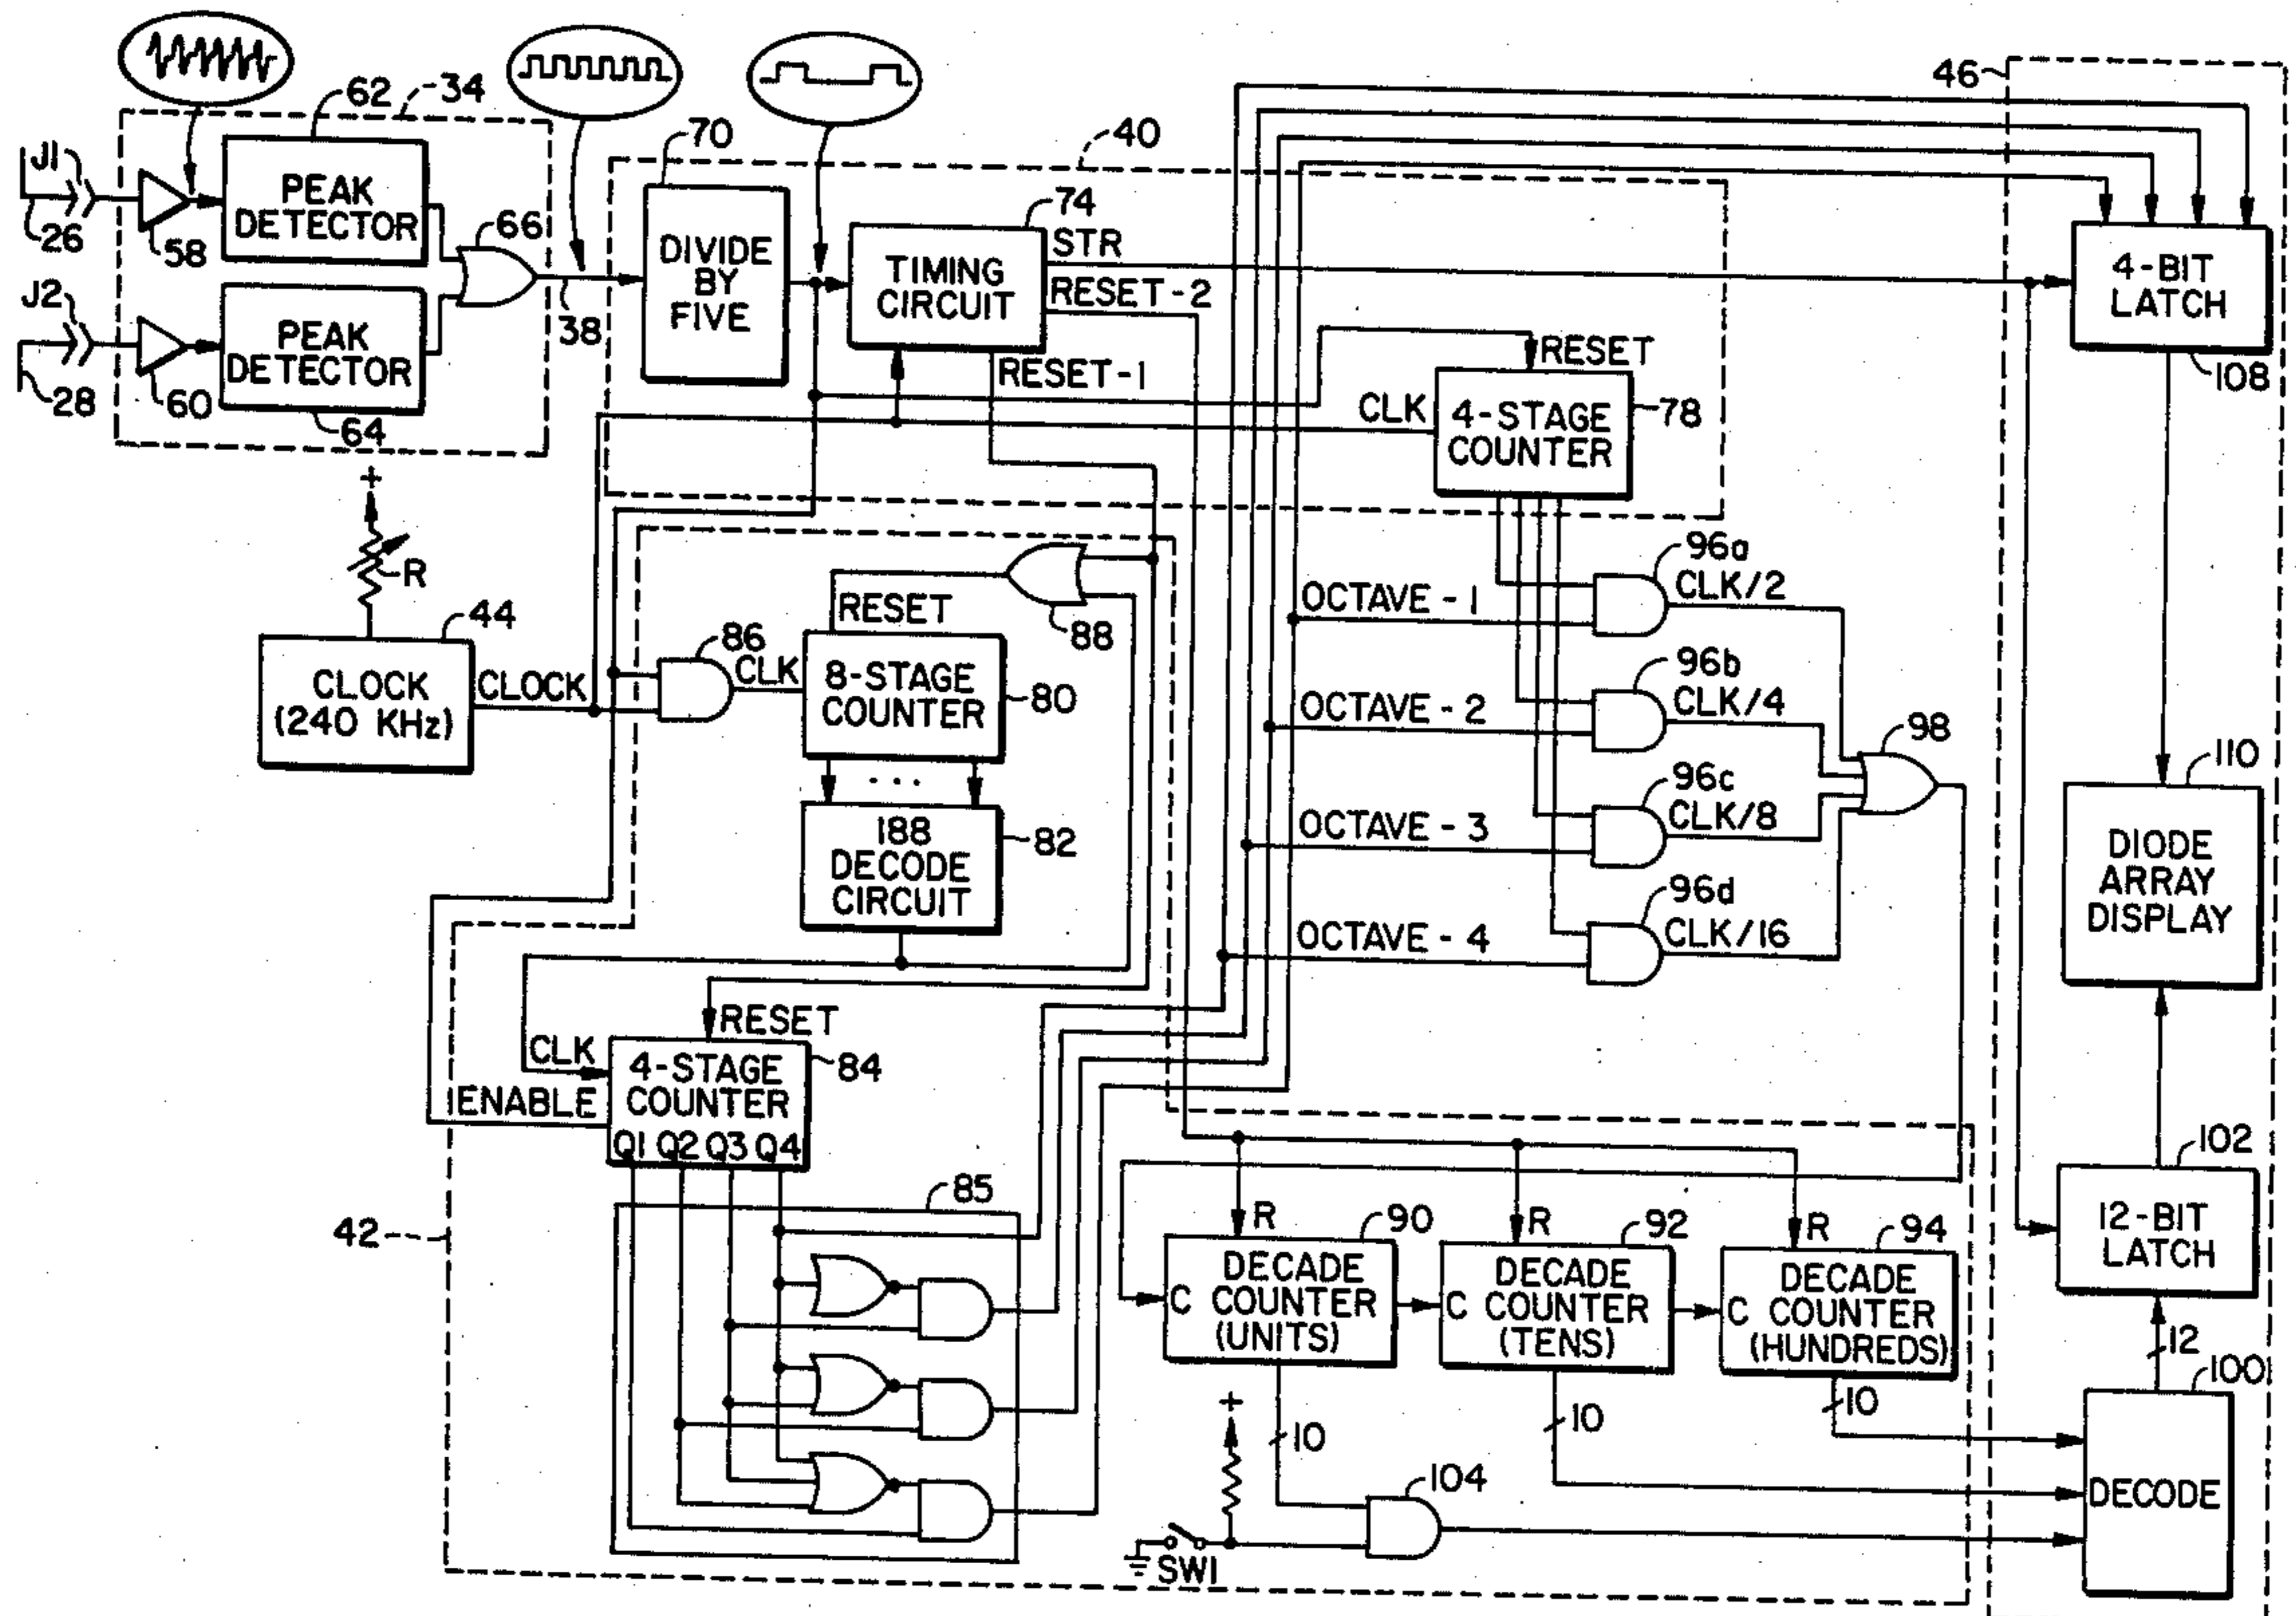 46
62
34
70
40
J1
PEAK
DETECTOR
26
58
66
DIVIDE
BY
FIVE
74
STR
TIMING
CIRCUIT
RESET-2
4-BIT
LATCH
J2
PEAK
DETECTOR
38
28
60
64
RESET-1
RESET
108
CLK
4-STAGE
COUNTER
78
+
R
96a
CLK/2
OCTAVE - 1
RESET
88
44
86
CLK
96b
CLK/4
CLOCK
(240 KHz)
CLOCK
8-STAGE
COUNTER
80
OCTAVE - 2
98
110
96c
CLK/8
188
DECODE
CIRCUIT
82
OCTAVE - 3
DIODE
ARRAY
DISPLAY
96d
CLK/16
OCTAVE - 4
RESET
CLK
4-STAGE
COUNTER
84
ENABLE
Q1 Q2 Q3 Q4
102
85
42
R
90
R
92
R
94
12-BIT
LATCH
C
DECADE
COUNTER
(UNITS)
C
DECADE
COUNTER
(TENS)
C
DECADE
COUNTER
(HUNDREDS)
12
100
+
10
10
10
104
DECODE
SW1